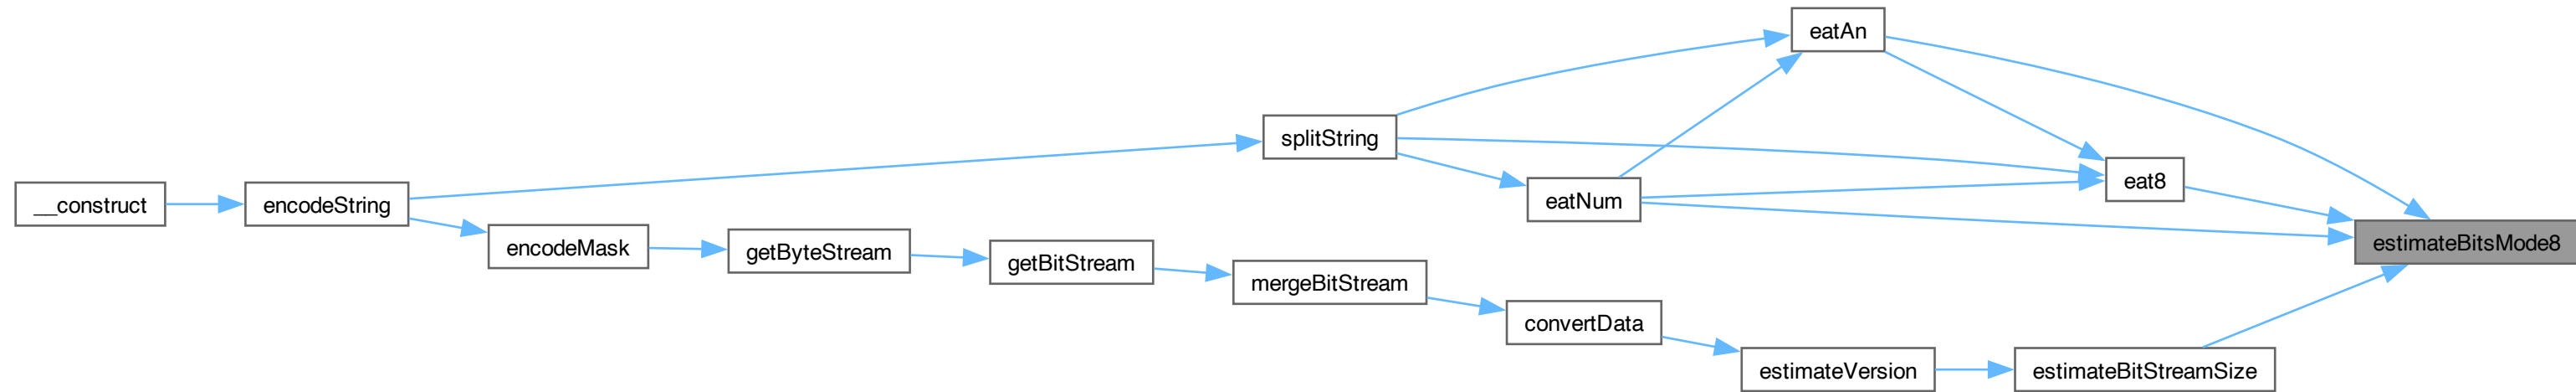 eatAn
splitString
eat8
__construct
encodeString
eatNum
encodeMask
getByteStream
getBitStream
mergeBitStream
estimateBitsMode8
convertData
estimateVersion
estimateBitStreamSize